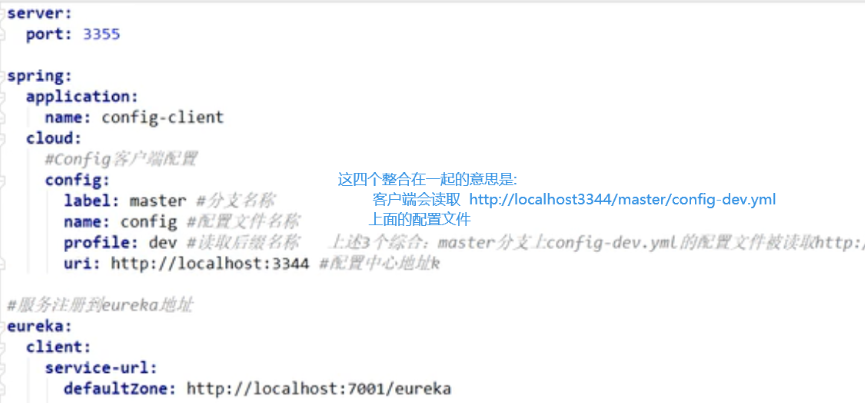 server:
port: 3355
spring:
application:
name: config-client
cloud:
#Config客户端配置
config:
这四个整合在一起的意思是:
label: master #分支名称
客户端会读取 http://localhost3344/master/config-dev.yml
name: config #配置文件名称
上面的配置文件
profile: dev #读取后缀名称 上述3个综合：master分支上config-dev.yml的配置文件被读取http:/
uri: http://localhost:3344 #配置中心地址k
#服务注册到eureka地址
eureka:
client:
service-url:
defaultZone: http://localhost:7001/eureka